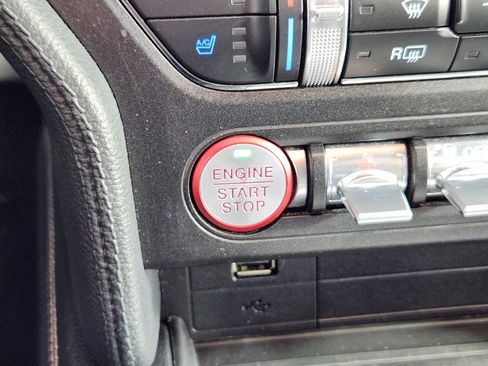 A/C
R
ENGINE
START
STOP